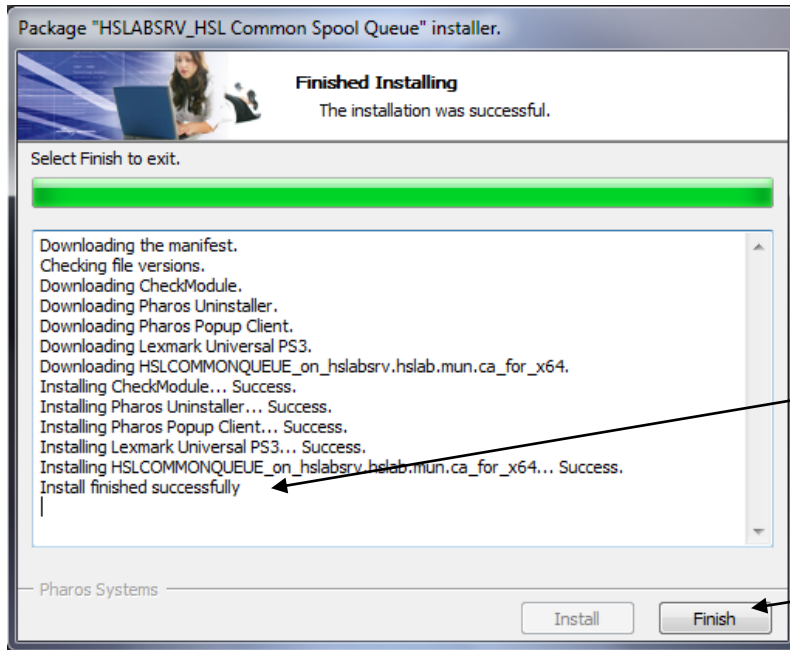 Package "HSLABSRV_HSL Common Spool Queue" installer.
Finished Installing
The installation was successful.
Select Finish to exit.
Downloading the manifest.
Checking file versions.
Downloading CheckModule.
Downloading Pharos Uninstaller.
Downloading Pharos Popup Client.
Downloading Lexmark Universal PS3.
Downloading HSLCOMMONQUEUE_on_hslabsrv.hslab.mun.ca_for_x64.
Installing CheckModule... Success.
Installing Pharos Uninstaller... Success.
Installing Pharos Popup Client... Success.
Installing Lexmark Universal PS3... Success.
Installing HSLCOMMONQUEUE_on_hslabsrv.hslab.mun.ca_for_x64... Success.
Install finished successfully
Pharos Systems
Install
Finish